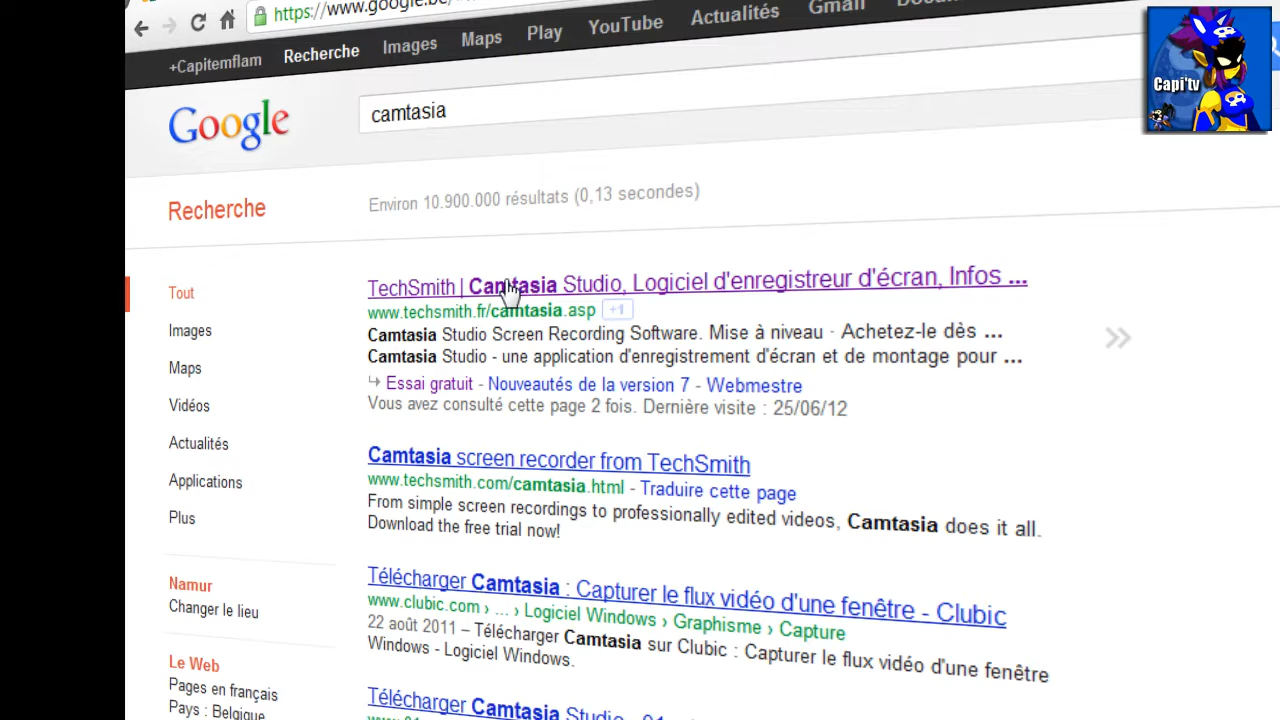 https://www.google.be/
+Capitemflam Recherche Images Maps Play YouTube Actualités Gmail
Capi'tv
Google
camtasia
Recherche
Environ 10.900.000 résultats (0,13 secondes)
Tout
Images
Maps
Vidéos
Actualités
Applications
Plus
Namur
Changer le lieu
Le Web
Pages en français
Pays : Belgique
TechSmith | Camtasia Studio, Logiciel d'enregistreur d'écran, Infos ...
www.techsmith.fr/camtasia.asp +1
Camtasia Studio Screen Recording Software. Mise à niveau · Achetez-le dès ...
Camtasia Studio - une application d'enregistrement d'écran et de montage pour ...
Essai gratuit - Nouveautés de la version 7 - Webmestre
Vous avez consulté cette page 2 fois. Dernière visite : 25/06/12
Camtasia screen recorder from TechSmith
www.techsmith.com/camtasia.html - Traduire cette page
From simple screen recordings to professionally edited videos, Camtasia does it all.
Download the free trial now!
Télécharger Camtasia : Capturer le flux vidéo d'une fenêtre - Clubic
www.clubic.com › ... › Logiciel Windows › Graphisme › Capture
22 août 2011 – Télécharger Camtasia sur Clubic : Capturer le flux vidéo d'une fenêtre
Windows - Logiciel Windows.
Télécharger Camtasia Studio